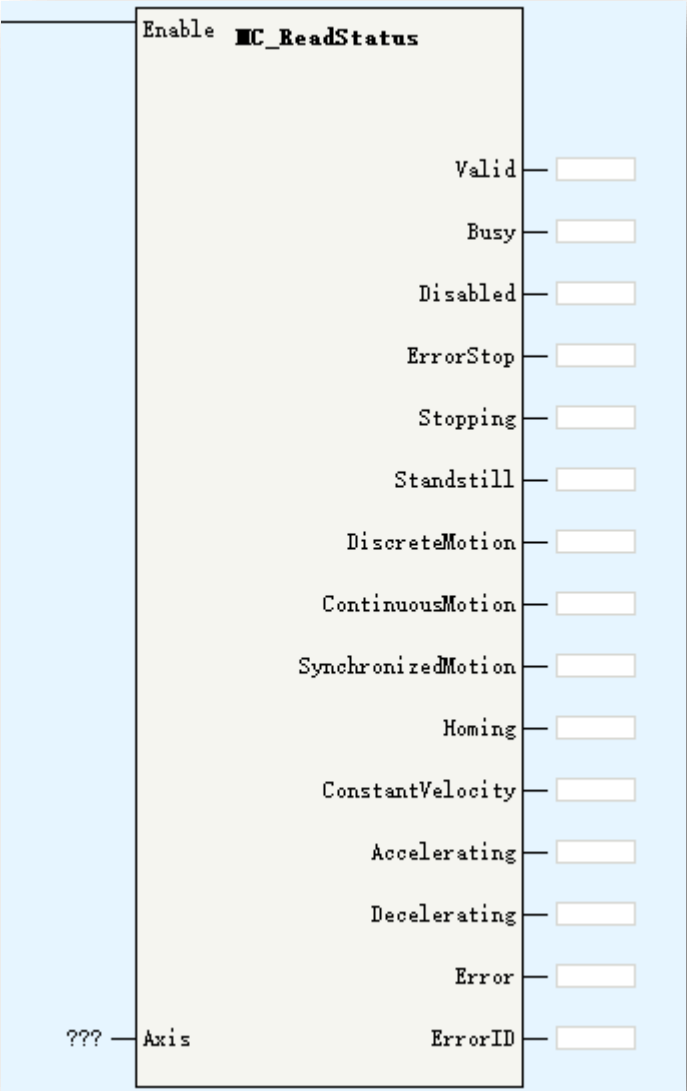 Enable MC_ReadStatus
Valid
Busy
Disabled
ErrorStop
Stopping
Standstill
DiscreteMotion
ContinuousMotion
SynchronizedMotion
Homing
ConstantVelocity
Accelerating
Decelerating
Error
??? Axis ErrorID